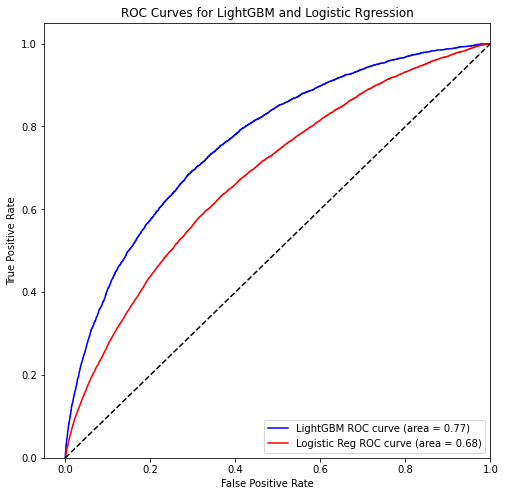 ROC Curves for LightGBM and Logistic Rgression
True Positive Rate
1.0
0.8
0.6
0.4
0.2
0.0
0.0 0.2 0.4 0.6 0.8 1.0
False Positive Rate
LightGBM ROC curve (area = 0.77)
Logistic Reg ROC curve (area = 0.68)